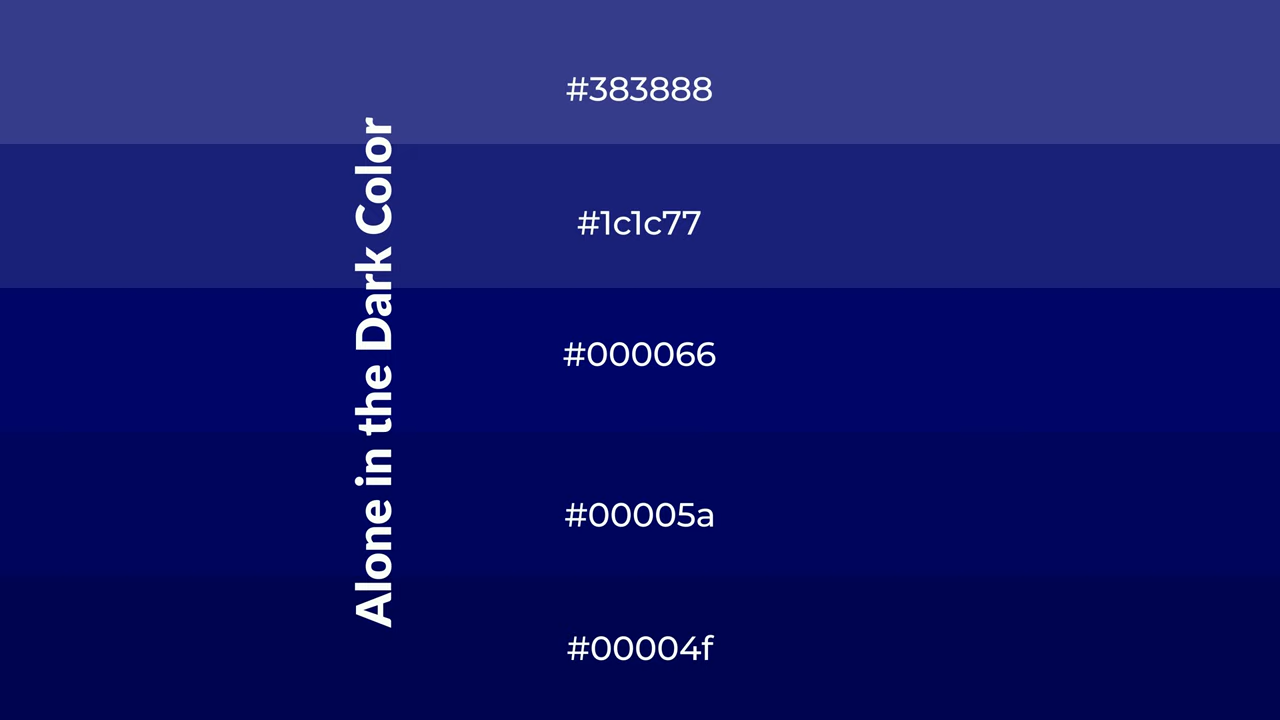 Alone in the Dark Color
#383888
#1c1c77
#000066
#00005a
#00004f